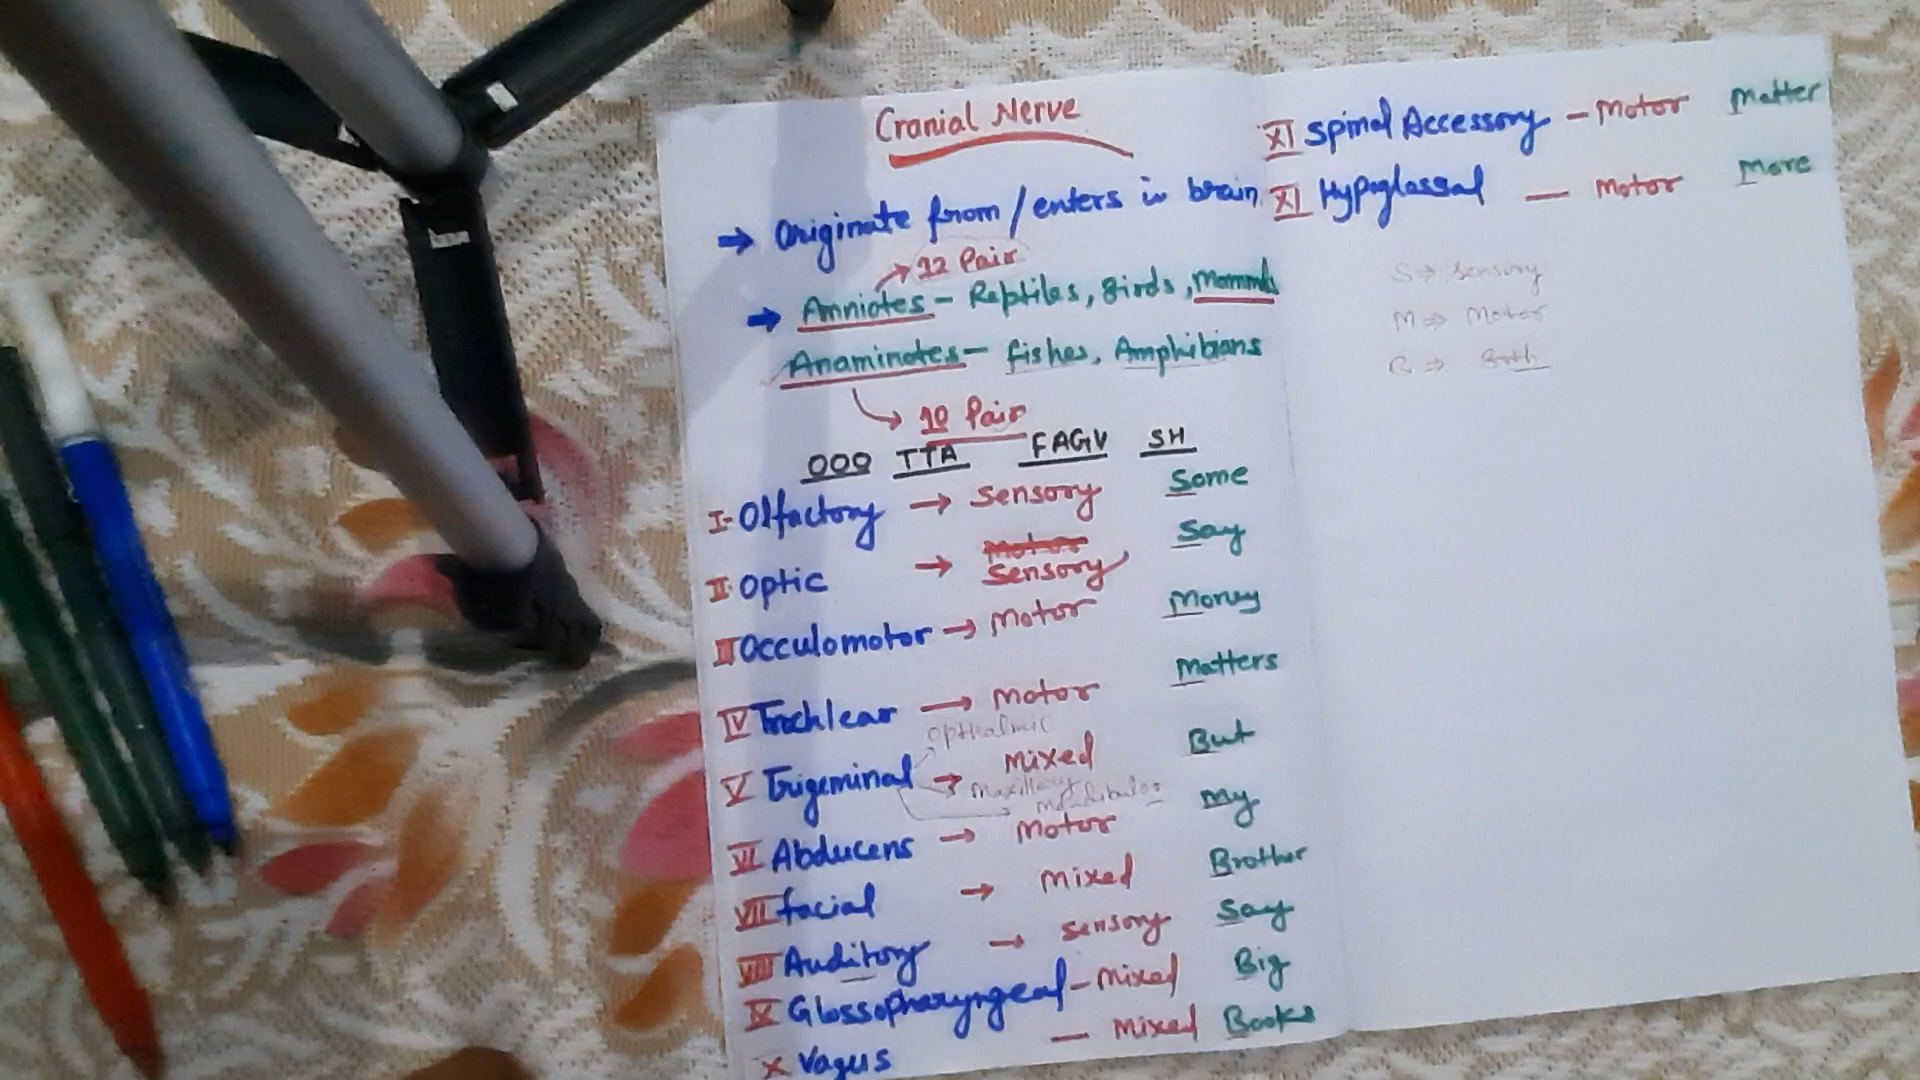 Cranial Nerve
⇒ Originate from/enters in brain
12 Pair
⇒ Amniotes - Reptiles, Birds, Mammals
Anaminotes - fishes, Amphibians
10 Pair
OOO TTA FAGV SH
I- Olfactory → Sensory Some
II- Optic → Motor Sensory Say
III Occulomotor → Motor Money
IV Trochlear → Motor Matters
Opthalmic
V Trigeminal → Mixed But
Maxillary
Mandibular
VI Abducens → Motor My
VII facial → Mixed Brother
VIII Auditory → sensory Say
IX Glossopharyngeal - Mixed Big
X Vagus — Mixed Books
XI Spinal Accessory - Motor Matter
XI Hypoglassal — Motor More
S ⇒ Sensory
M ⇒ Motor
B ⇒ Both